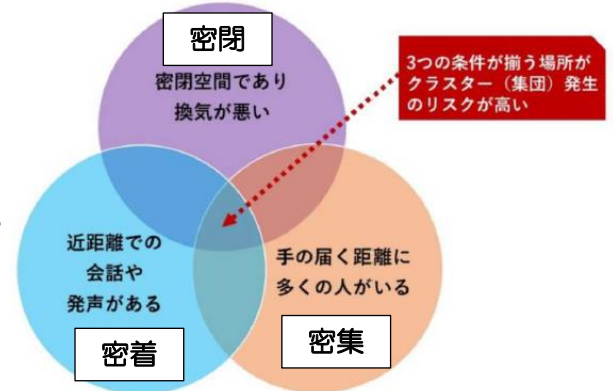 密閉
密閉空間であり
換気が悪い
3つの条件が揃う場所が
クラスター（集団）発生
のリスクが高い
近距離での
会話や
発声がある
密着
手の届く距離に
多くの人がいる
密集